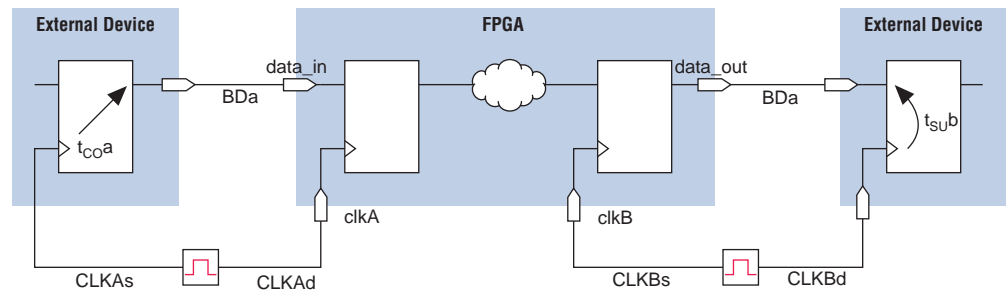 External Device
FPGA
External Device
data_in
data_out
BDa
BDa
tCOa
tSUb
clkA
clkB
CLKAs
CLKAd
CLKBs
CLKBd